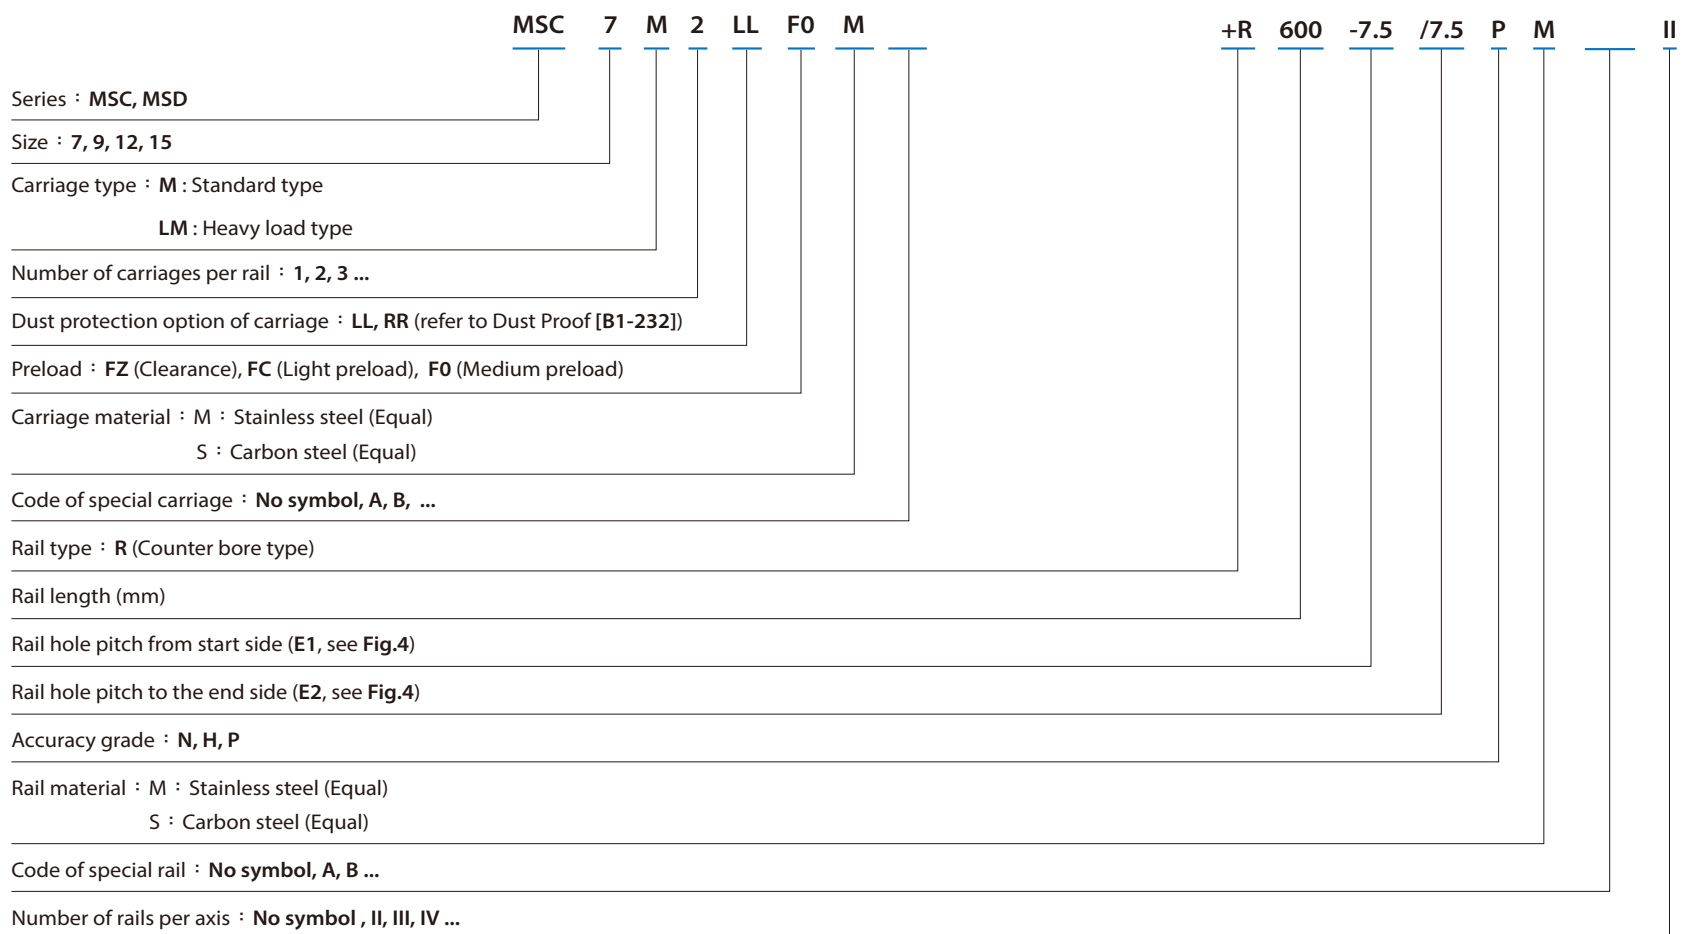 MSC 7 M 2 LL F0 M +R 600 -7.5 /7.5 P M II
Series：MSC, MSD
Size：7, 9, 12, 15
Carriage type：M : Standard type
LM : Heavy load type
Number of carriages per rail：1, 2, 3 ...
Dust protection option of carriage：LL, RR (refer to Dust Proof [B1-232])
Preload：FZ (Clearance), FC (Light preload), F0 (Medium preload)
Carriage material：M：Stainless steel (Equal)
S：Carbon steel (Equal)
Code of special carriage：No symbol, A, B, ...
Rail type：R (Counter bore type)
Rail length (mm)
Rail hole pitch from start side (E1, see Fig.4)
Rail hole pitch to the end side (E2, see Fig.4)
Accuracy grade：N, H, P
Rail material：M：Stainless steel (Equal)
S：Carbon steel (Equal)
Code of special rail：No symbol, A, B ...
Number of rails per axis：No symbol , II, III, IV ...